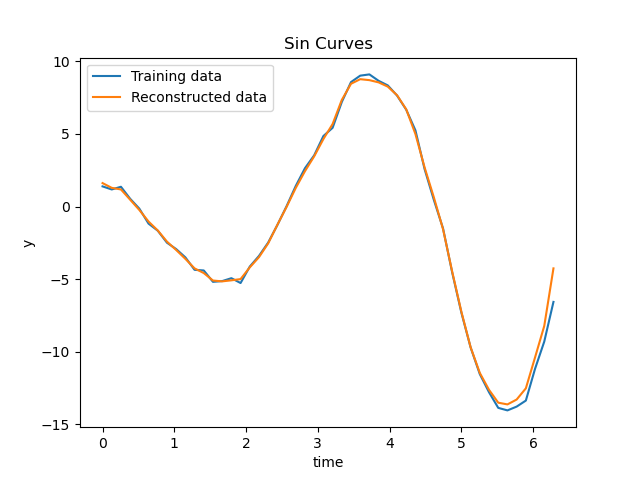 Sin Curves
Training data
Reconstructed data
10
5
0
−5
−10
−15
y
0 1 2 3 4 5 6
time